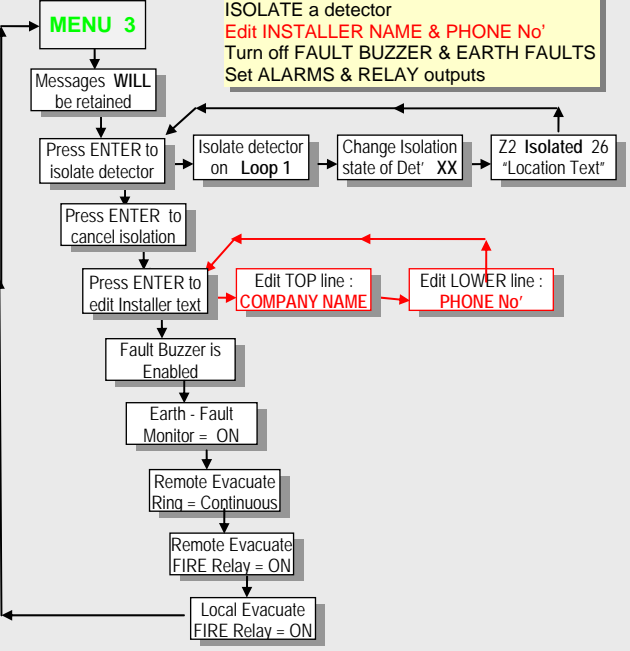 MENU 3
ISOLATE a detector
Edit INSTALLER NAME & PHONE No'
Turn off FAULT BUZZER & EARTH FAULTS
Set ALARMS & RELAY outputs
Messages WILL
be retained
Press ENTER to
isolate detector
Isolate detector
on Loop 1
Change Isolation
state of Det' XX
Z2 Isolated 26
"Location Text"
Press ENTER to
cancel isolation
Press ENTER to
edit Installer text
Edit TOP line :
COMPANY NAME
Edit LOWER line :
PHONE No'
Fault Buzzer is
Enabled
Earth - Fault
Monitor = ON
Remote Evacuate
Ring = Continuous
Remote Evacuate
FIRE Relay = ON
Local Evacuate
FIRE Relay = ON